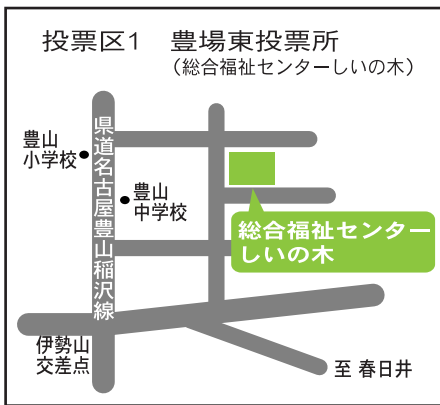 投票区1　豊場東投票所
（総合福祉センターしいの木）
豊山
小学校
県道名古屋豊山稲沢線
豊山
中学校
総合福祉センター
しいの木
伊勢山
交差点
至 春日井